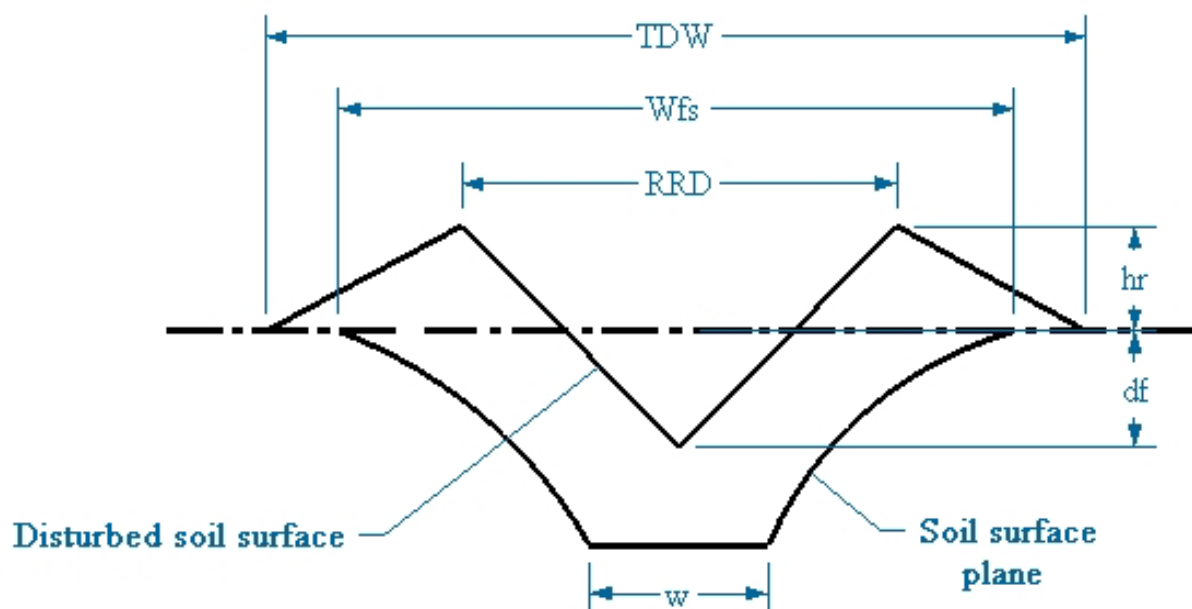 TDW
Wfs
RRD
hr
df
Disturbed soil surface
Soil surface
plane
w